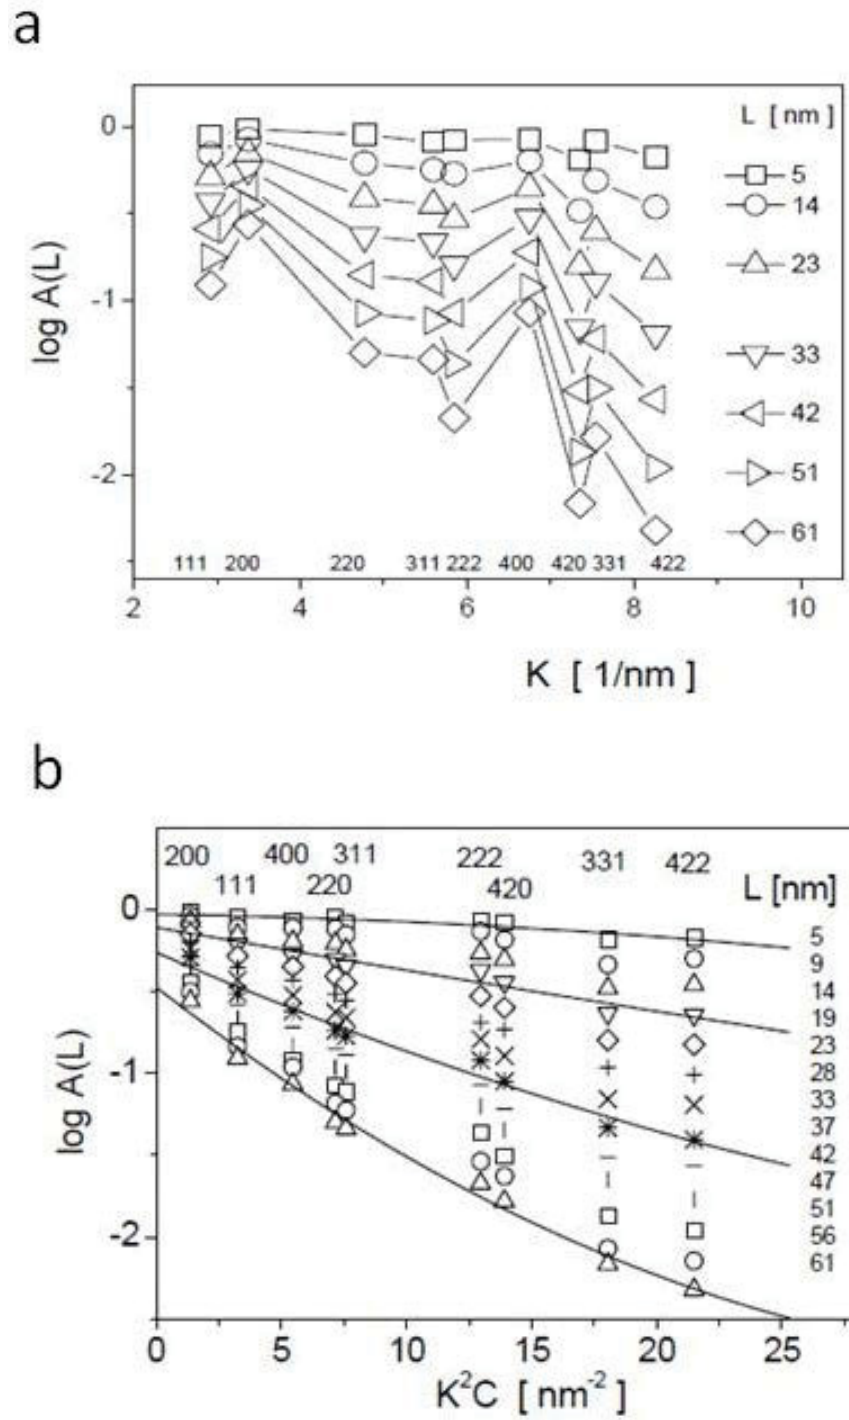 a
L [ nm ]
0
-1
-2
log A(L)
5
14
23
33
42
51
61
111 200 220 311 222 400 420 331 422
2 4 6 8 10
K [ 1/nm ]
b
200 400 311 222 331 422
111 220 420 L [nm]
0
-1
-2
log A(L)
5
9
14
19
23
28
33
37
42
47
51
56
61
0 5 10 15 20 25
K²C [ nm⁻² ]